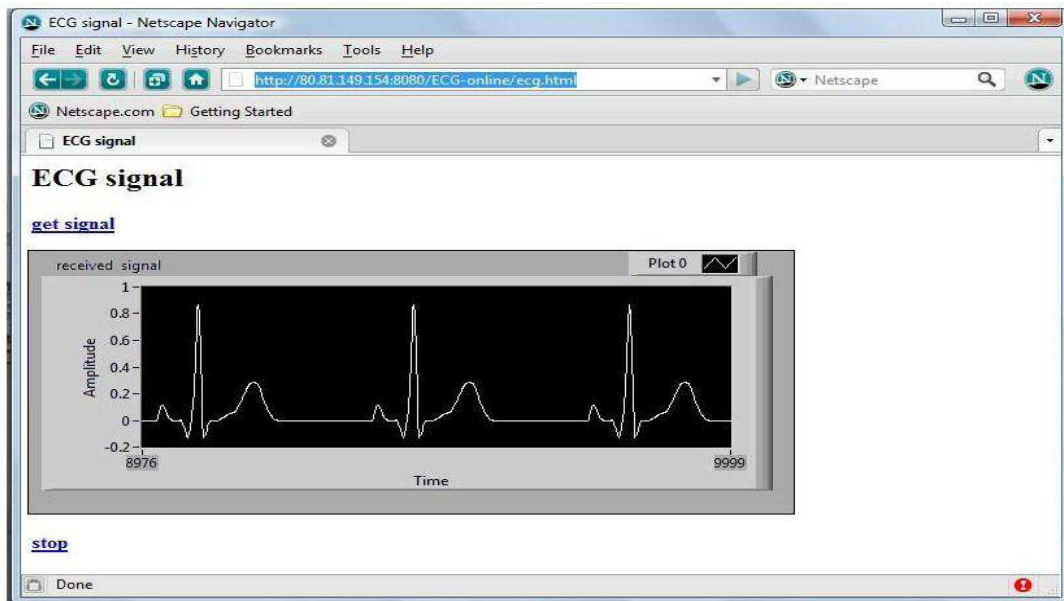 ECG signal - Netscape Navigator
File Edit View History Bookmarks Tools Help
http://80.81.149.154:8080/ECG-online/ecg.html
Netscape
Netscape.com Getting Started
ECG signal
ECG signal
get signal
received signal Plot 0
1
0.8
0.6
0.4
0.2
0
-0.2
Amplitude
8976 9999
Time
stop
Done